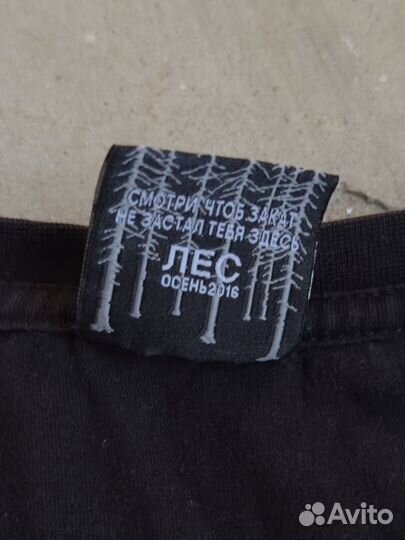 СМОТРИ, ЧТОБ ЗАКАТ
НЕ ЗАСТАЛ ТЕБЯ ЗДЕСЬ
ЛЕС
ОСЕНЬ2016
Avito